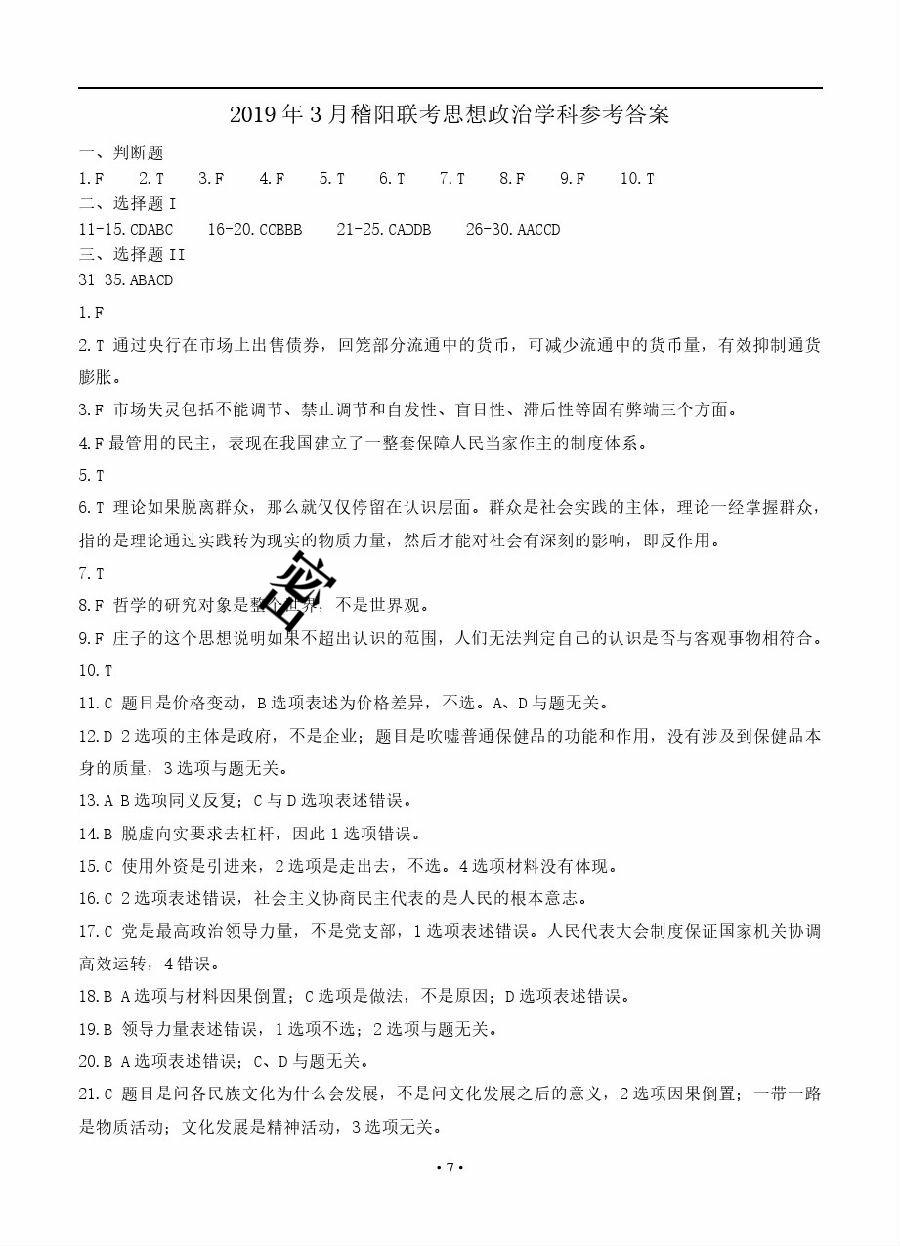 2019年3月稽阳联考思想政治学科参考答案
一、判断题
1.F 2.T 3.F 4.F 5.T 6.T 7.T 8.F 9.F 10.T
二、选择题I
11-15.CDABC 16-20.CCBBB 21-25.CADDB 26-30.AACCD
三、选择题II
31 35.ABACD
1.F
2.T 通过央行在市场上出售债券，回笼部分流通中的货币，可减少流通中的货币量，有效抑制通货
膨胀。
3.F 市场失灵包括不能调节、禁止调节和自发性、盲目性、滞后性等固有弊端三个方面。
4.F最管用的民主，表现在我国建立了一整套保障人民当家作主的制度体系。
5.T
6.T 理论如果脱离群众，那么就仅仅停留在认识层面。群众是社会实践的主体，理论一经掌握群众，
指的是理论通过实践转为现实的物质力量，然后才能对社会有深刻的影响，即反作用。
7.T
8.F 哲学的研究对象是整个世界，不是世界观。
密
9.F 庄子的这个思想说明如果不超出认识的范围，人们无法判定自己的认识是否与客观事物相符合。
10.T
11.C 题目是价格变动，B选项表述为价格差异，不选。A、D与题无关。
12.D 2选项的主体是政府，不是企业；题目是吹嘘普通保健品的功能和作用，没有涉及到保健品本
身的质量，3选项与题无关。
13.A B选项同义反复；C与D选项表述错误。
14.B 脱虚向实要求去杠杆，因此1选项错误。
15.C 使用外资是引进来，2选项是走出去，不选。4选项材料没有体现。
16.C 2选项表述错误，社会主义协商民主代表的是人民的根本意志。
17.C 党是最高政治领导力量，不是党支部，1选项表述错误。人民代表大会制度保证国家机关协调
高效运转，4错误。
18.B A选项与材料因果倒置；C选项是做法，不是原因；D选项表述错误。
19.B 领导力量表述错误，1选项不选；2选项与题无关。
20.B A选项表述错误；C、D与题无关。
21.C 题目是问各民族文化为什么会发展，不是问文化发展之后的意义，2选项因果倒置；一带一路
是物质活动；文化发展是精神活动，3选项无关。
•7•